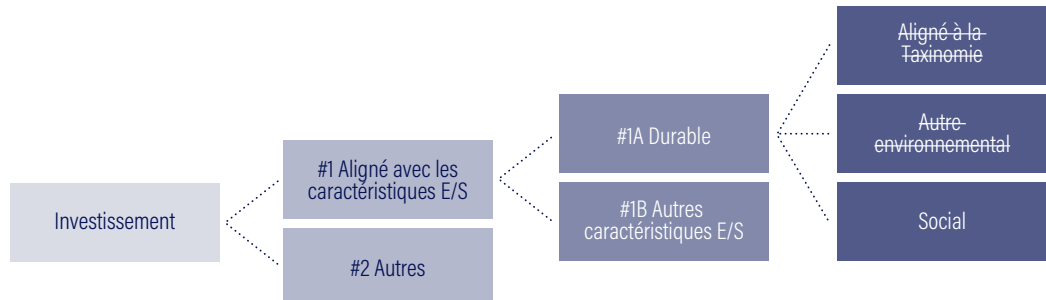 Investissement
#1 Aligné avec les
caractéristiques E/S
#2 Autres
#1A Durable
#1B Autres
caractéristiques E/S
Aligné à la
Taxinomie
Autre
environnemental
Social